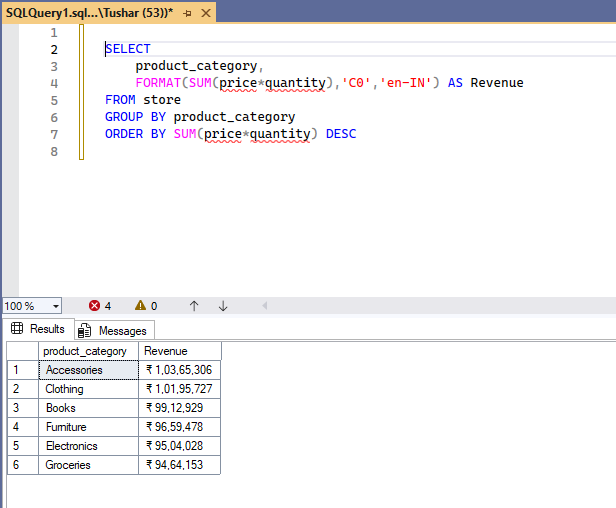 SQLQuery1.sql...\Tushar (53))*
1
2 SELECT
3 product_category,
4 FORMAT(SUM(price*quantity),'C0','en-IN') AS Revenue
5 FROM store
6 GROUP BY product_category
7 ORDER BY SUM(price*quantity) DESC
8
100 % 4 0
Results Messages
product_category Revenue
1 Accessories ₹ 1,03,65,306
2 Clothing ₹ 1,01,95,727
3 Books ₹ 99,12,929
4 Furniture ₹ 96,59,478
5 Electronics ₹ 95,04,028
6 Groceries ₹ 94,64,153